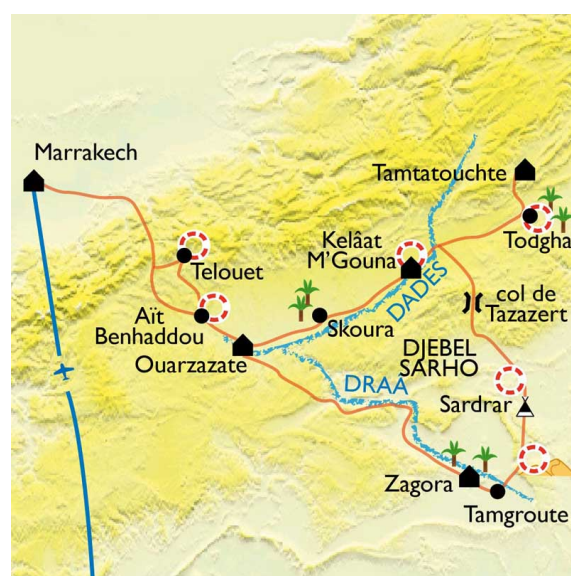 Marrakech
Tamtatouchte
Todgha
Kelâat
M'Gouna
Telouet
DADES
col de
Tazazert
Aït
Benhaddou
Skoura
Ouarzazate
DJEBEL
SARHO
DRAA
Sardrar
Zagora
Tamgroute